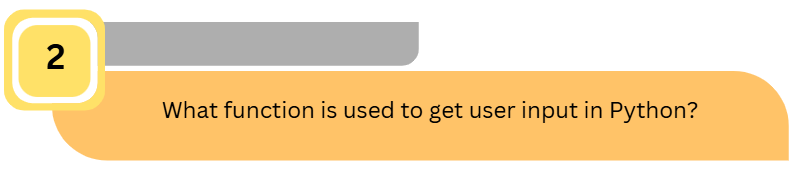 2
What function is used to get user input in Python?